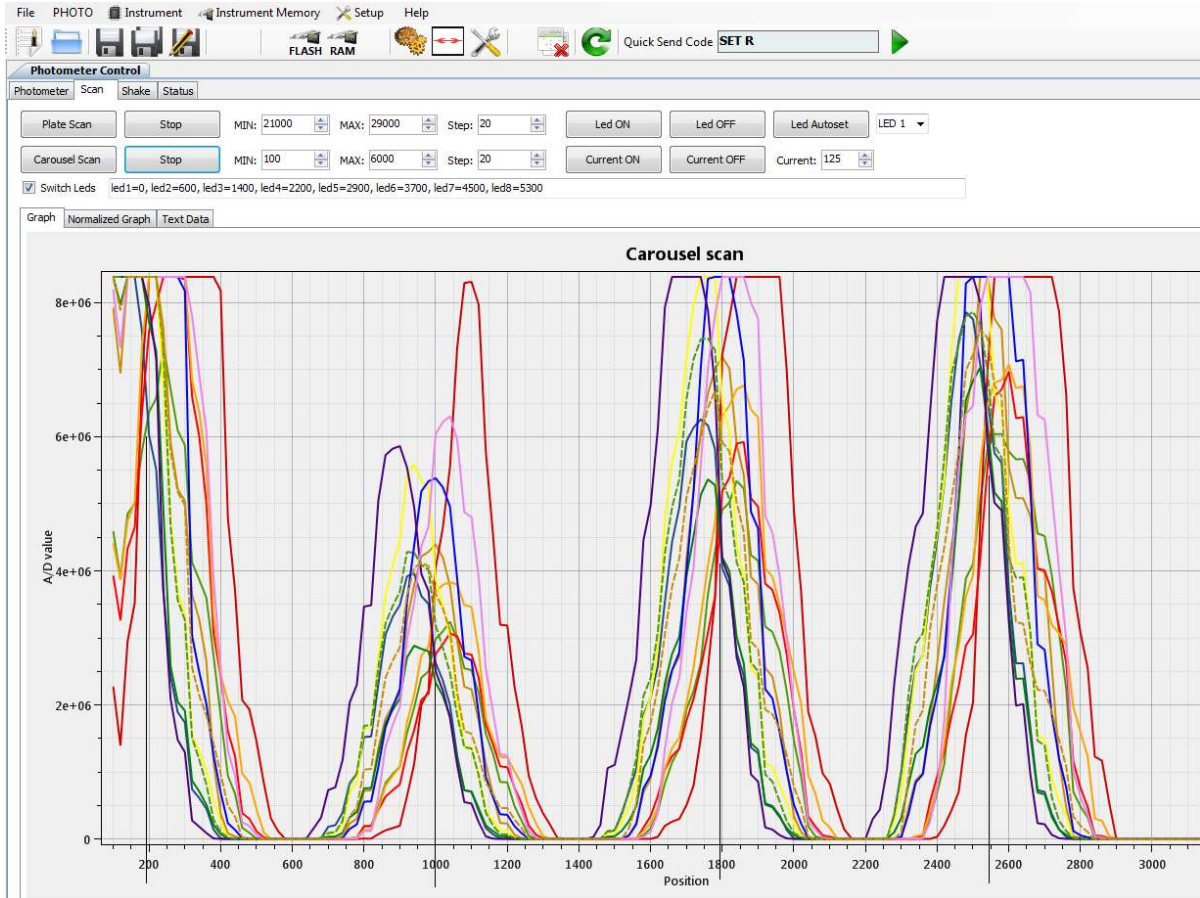 File PHOTO Instrument Instrument Memory Setup Help
FLASH RAM Quick Send Code SET R
Photometer Control
Photometer Scan Shake Status
Plate Scan Stop MIN: 21000 MAX: 29000 Step: 20 Led ON Led OFF Led Autoset LED 1
Carousel Scan Stop MIN: 100 MAX: 6000 Step: 20 Current ON Current OFF Current: 125
Switch Leds led1=0, led2=600, led3=1400, led4=2200, led5=2900, led6=3700, led7=4500, led8=5300
Graph Normalized Graph Text Data
Carousel scan
8e+06
6e+06
4e+06
2e+06
0
A/D value
200 400 600 800 1000 1200 1400 1600 1800 2000 2200 2400 2600 2800 3000
Position